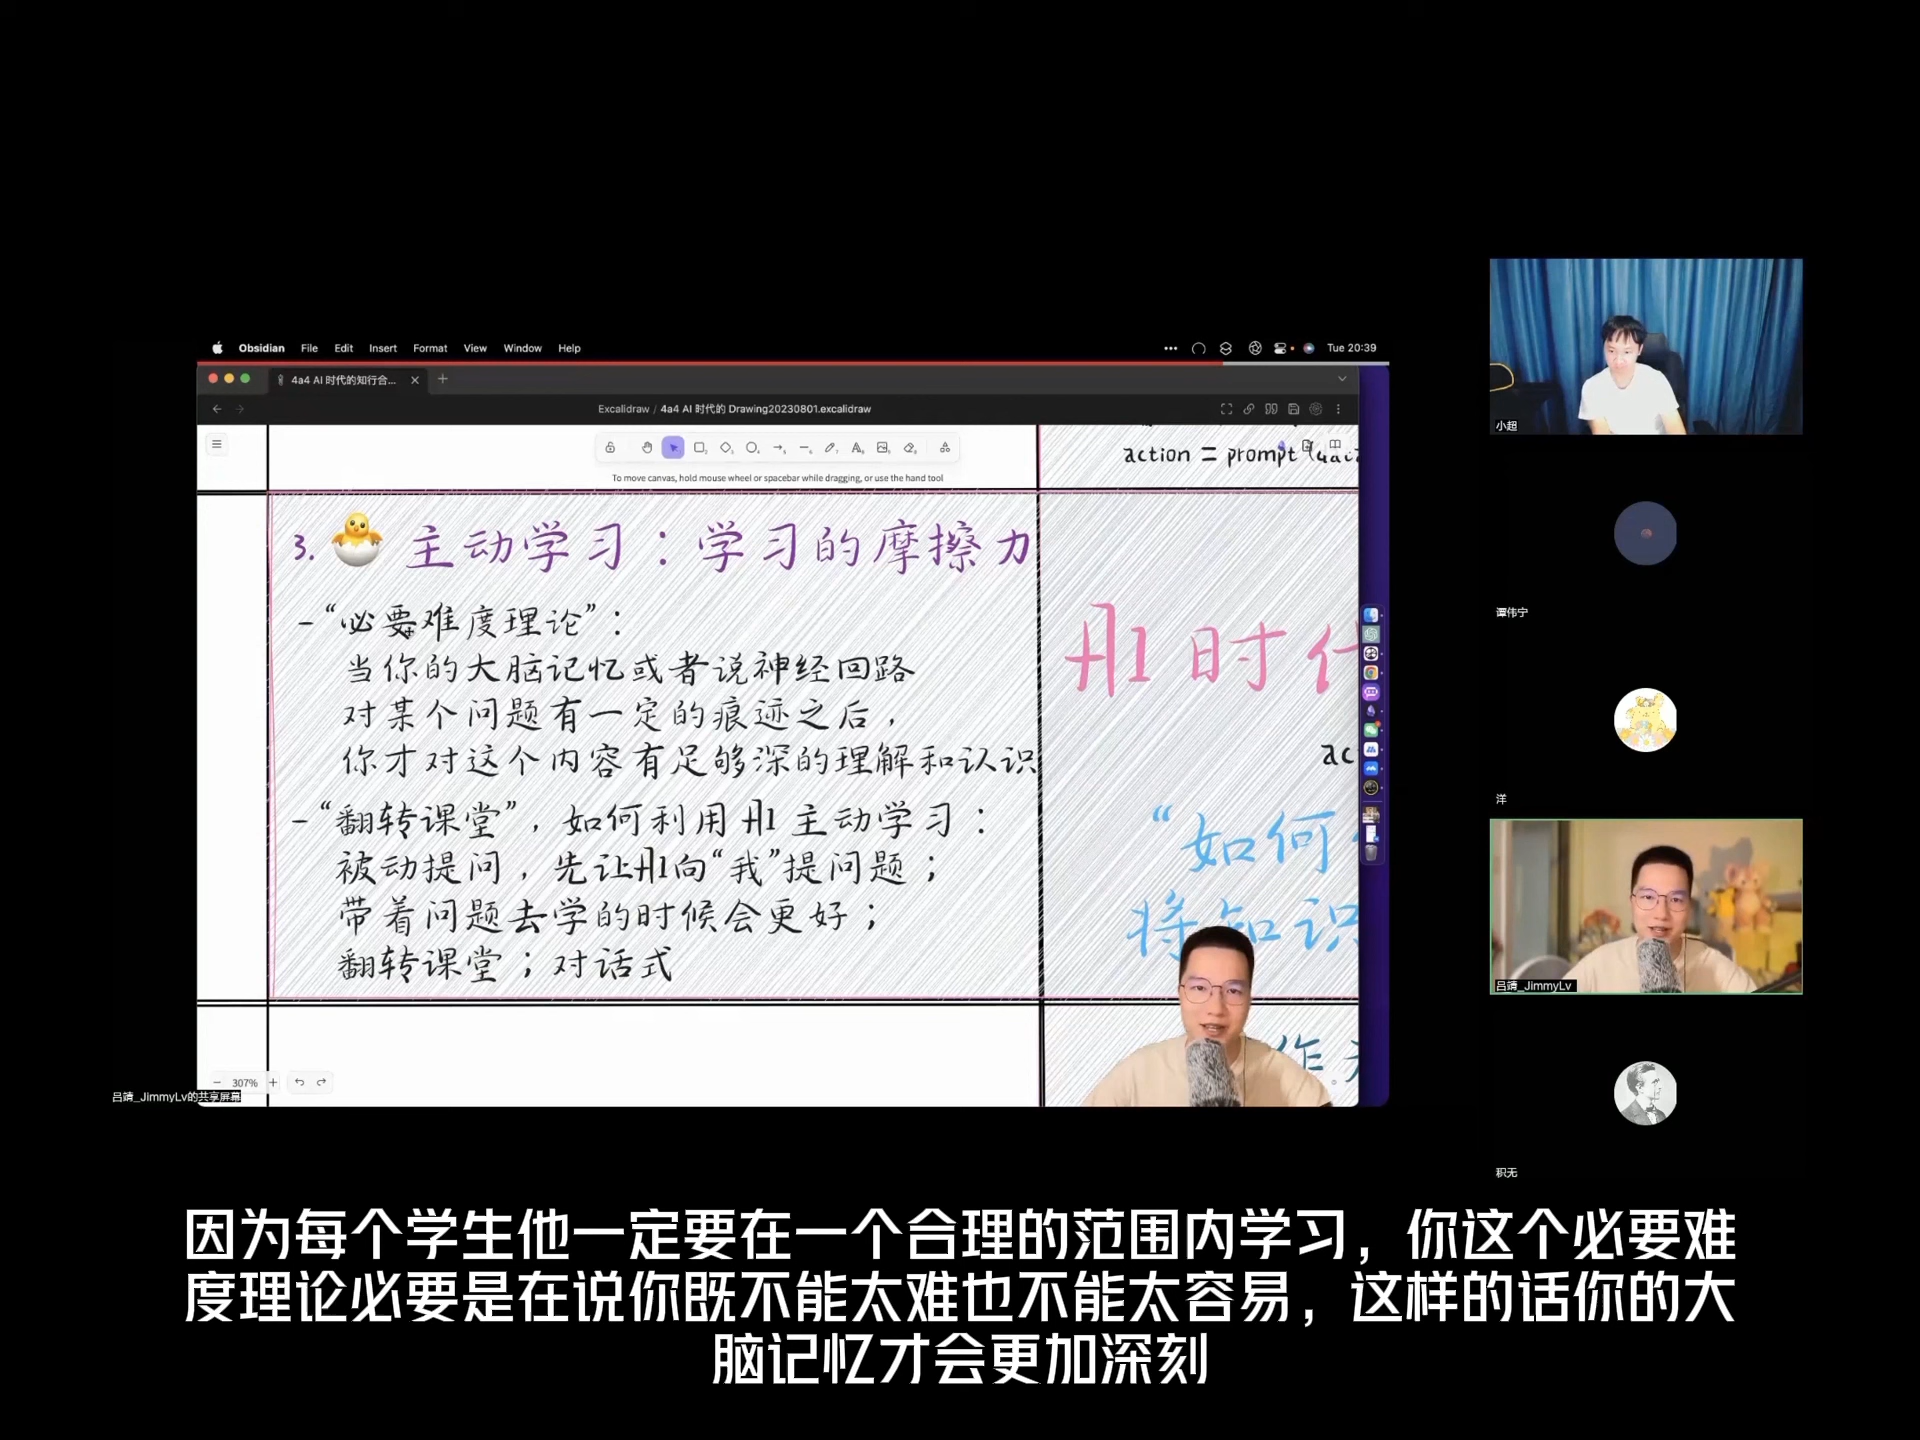 Obsidian File Edit Insert Format View Window Help
Tue 20:39
4a4 AI 时代的知行合...
Excalidraw / 4a4 AI 时代的 Drawing20230801.excalidraw
To move canvas, hold mouse wheel or spacebar while dragging, or use the hand tool
action = prompt
3. 主动学习：学习的摩擦力
-“必要难度理论”：
当你的大脑记忆或者说神经回路
对某个问题有一定的痕迹之后，
你才对这个内容有足够深的理解和认识
-“翻转课堂”，如何利用AI主动学习：
被动提问，先让AI向“我”提问题；
带着问题去学的时候会更好；
翻转课堂；对话式
AI时代
ac
“如何
将知识
作
307%
吕靖_JimmyLv的共享屏幕
小超
谭伟宁
洋
吕靖_JimmyLv
积无
因为每个学生他一定要在一个合理的范围内学习，你这个必要难
度理论必要是在说你既不能太难也不能太容易，这样的话你的大
脑记忆才会更加深刻